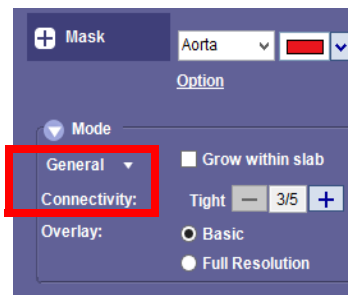 Mask
Aorta
Option
Mode
General
Grow within slab
Connectivity:
Tight
3/5
Overlay:
Basic
Full Resolution